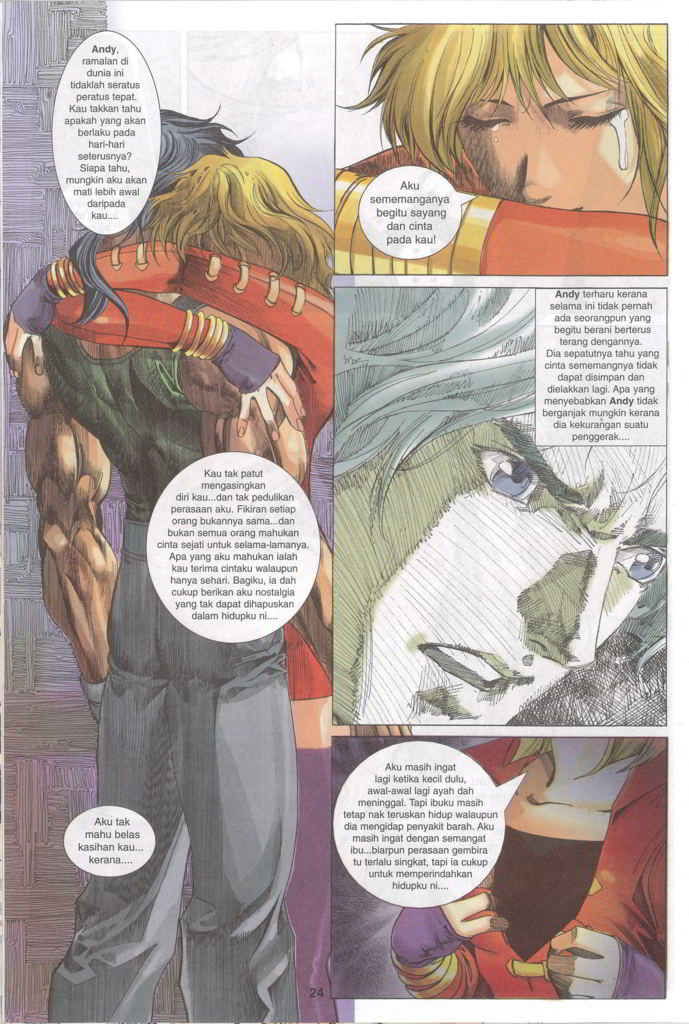 Andy,
ramalan di
dunia ini
tidaklah seratus
peratus tepat.
Kau takkan tahu
apakah yang akan
berlaku pada
hari-hari
seterusnya?
Siapa tahu,
mungkin aku akan
mati lebih awal
daripada
kau....
Kau tak patut
mengasingkan
diri kau...dan tak pedulikan
perasaan aku. Fikiran setiap
orang bukannya sama...dan
bukan semua orang mahukan
cinta sejati untuk selama-lamanya.
Apa yang aku mahukan ialah
kau terima cintaku walaupun
hanya sehari. Bagiku, ia dah
cukup berikan aku nostalgia
yang tak dapat dihapuskan
dalam hidupku ni....
Aku tak
mahu belas
kasihan kau...
kerana....
Aku
sememanganya
begitu sayang
dan cinta
pada kau!
Andy terharu kerana
selama ini tidak pernah
ada seorangpun yang
begitu berani berterus
terang dengannya.
Dia sepatutnya tahu yang
cinta sememangnya tidak
dapat disimpan dan
dielakkan lagi. Apa yang
menyebabkan Andy tidak
berganjak mungkin kerana
dia kekurangan suatu
penggerak....
Aku masih ingat
lagi ketika kecil dulu,
awal-awal lagi ayah dah
meninggal. Tapi ibuku masih
tetap nak teruskan hidup walaupun
dia mengidap penyakit barah. Aku
masih ingat dengan semangat
ibu...biarpun perasaan gembira
tu terlalu singkat, tapi ia cukup
untuk memperindahkan
hidupku ni....
24